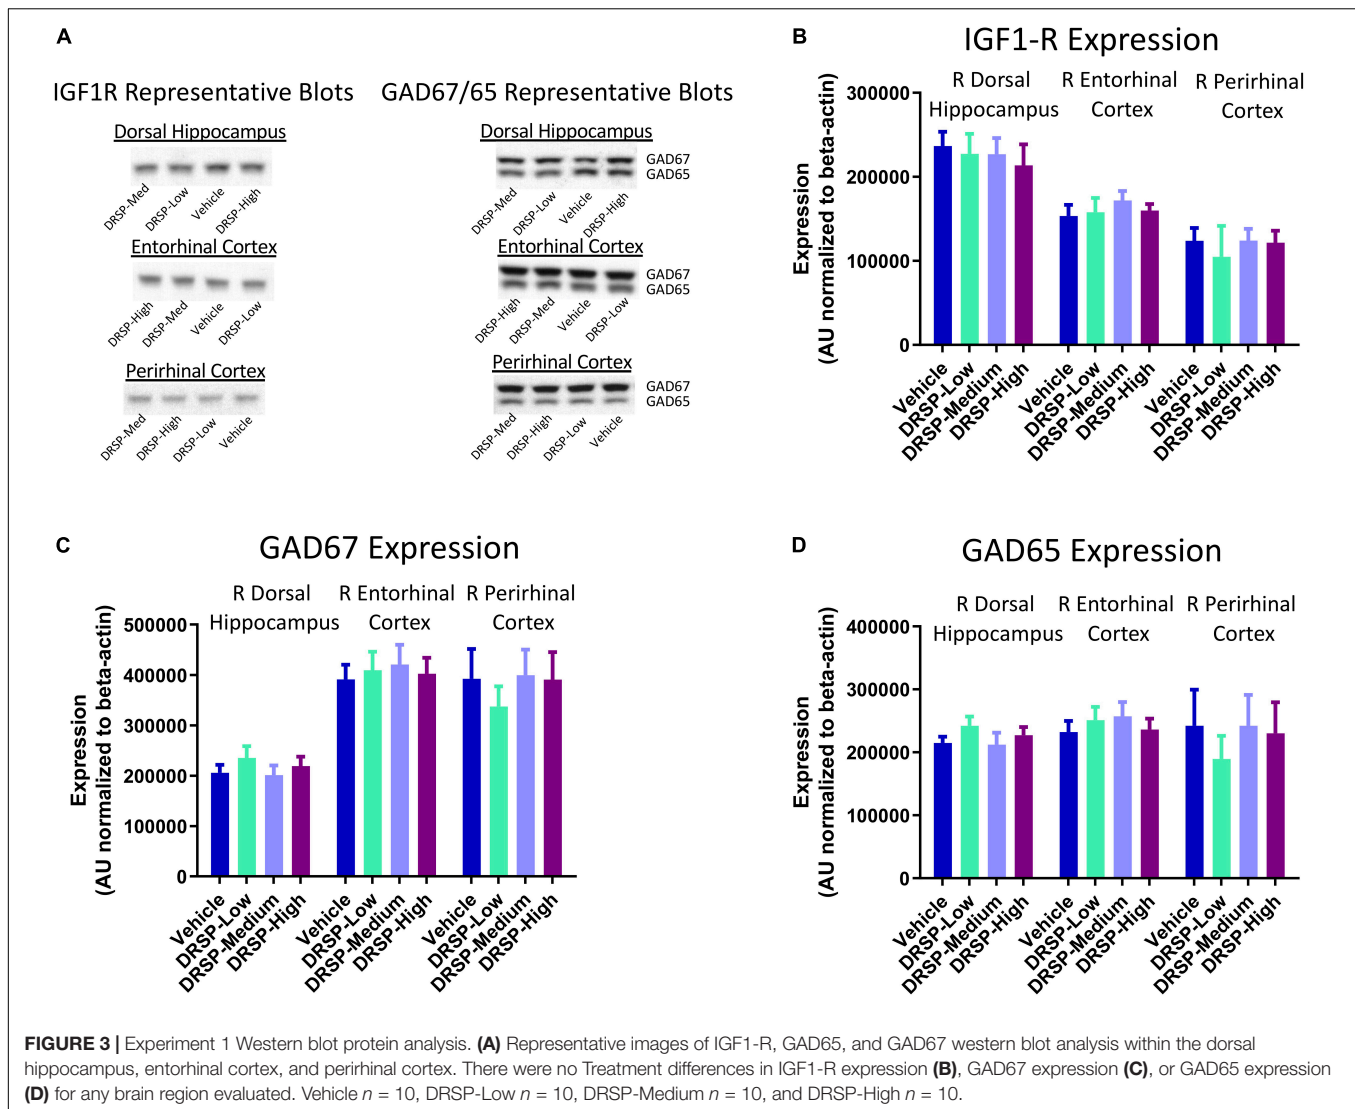 A
IGF1R Representative Blots
GAD67/65 Representative Blots
Dorsal Hippocampus
DRSP-Med
DRSP-Low
Vehicle
DRSP-High
Entorhinal Cortex
DRSP-High
DRSP-Med
Vehicle
DRSP-Low
Perirhinal Cortex
DRSP-Med
DRSP-High
DRSP-Low
Vehicle
Dorsal Hippocampus
GAD67
GAD65
DRSP-Med
DRSP-Low
Vehicle
DRSP-High
Entorhinal Cortex
GAD67
GAD65
DRSP-High
DRSP-Med
Vehicle
DRSP-Low
Perirhinal Cortex
GAD67
GAD65
DRSP-Med
DRSP-High
DRSP-Low
Vehicle
B
IGF1-R Expression
R Dorsal
Hippocampus
R Entorhinal
Cortex
R Perirhinal
Cortex
Expression
(AU normalized to beta-actin)
300000
200000
100000
0
Vehicle
DRSP-Low
DRSP-Medium
DRSP-High
Vehicle
DRSP-Low
DRSP-Medium
DRSP-High
Vehicle
DRSP-Low
DRSP-Medium
DRSP-High
C
GAD67 Expression
R Dorsal
Hippocampus
R Entorhinal
Cortex
R Perirhinal
Cortex
Expression
(AU normalized to beta-actin)
500000
400000
300000
200000
100000
0
Vehicle
DRSP-Low
DRSP-Medium
DRSP-High
Vehicle
DRSP-Low
DRSP-Medium
DRSP-High
Vehicle
DRSP-Low
DRSP-Medium
DRSP-High
D
GAD65 Expression
R Dorsal
Hippocampus
R Entorhinal
Cortex
R Perirhinal
Cortex
Expression
(AU normalized to beta-actin)
400000
300000
200000
100000
0
Vehicle
DRSP-Low
DRSP-Medium
DRSP-High
Vehicle
DRSP-Low
DRSP-Medium
DRSP-High
Vehicle
DRSP-Low
DRSP-Medium
DRSP-High
FIGURE 3 | Experiment 1 Western blot protein analysis. (A) Representative images of IGF1-R, GAD65, and GAD67 western blot analysis within the dorsal
hippocampus, entorhinal cortex, and perirhinal cortex. There were no Treatment differences in IGF1-R expression (B), GAD67 expression (C), or GAD65 expression
(D) for any brain region evaluated. Vehicle n = 10, DRSP-Low n = 10, DRSP-Medium n = 10, and DRSP-High n = 10.